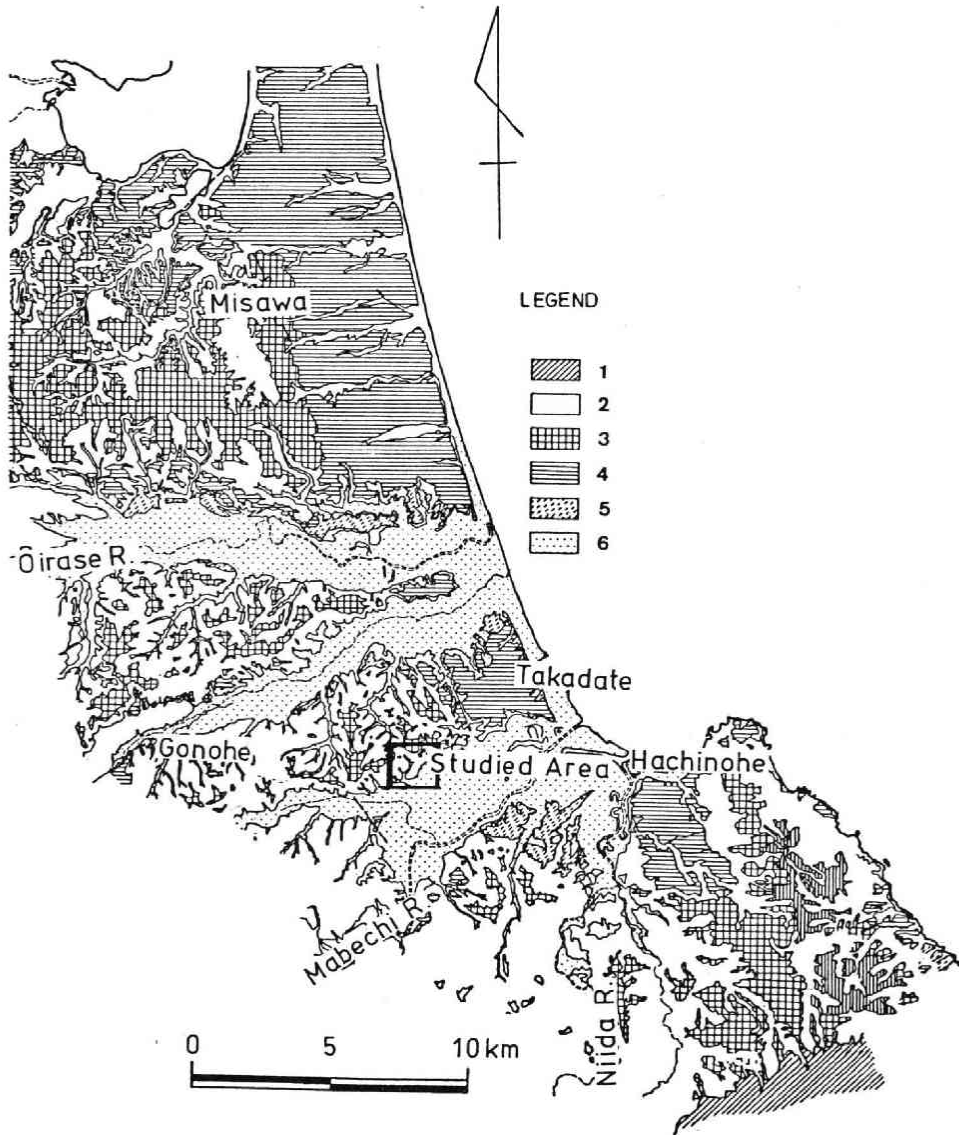 Misawa
LEGEND
1
2
3
4
5
6
Ōirase R.
Takadate
Gonohe
Studied Area
Hachinohe
Mabechi R.
Niida R.
0 5 10 km